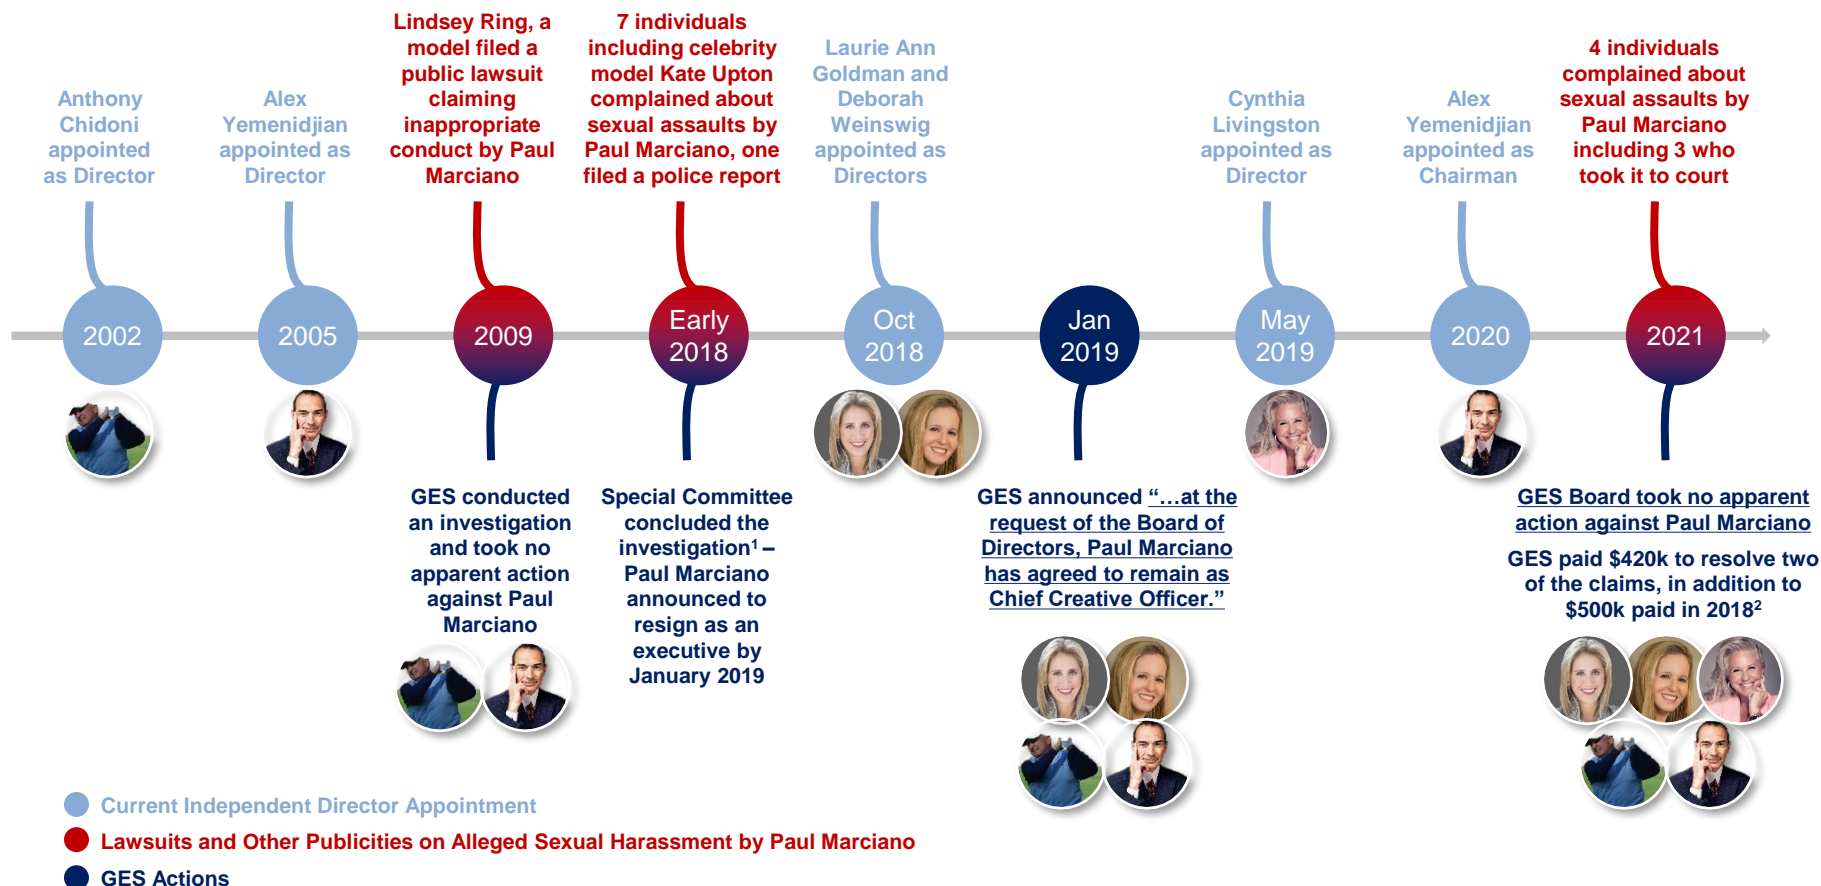 Anthony
Chidoni
appointed
as Director
Alex
Yemenidjian
appointed as
Director
Lindsey Ring, a
model filed a
public lawsuit
claiming
inappropriate
conduct by Paul
Marciano
7 individuals
including celebrity
model Kate Upton
complained about
sexual assaults by
Paul Marciano, one
filed a police report
Laurie Ann
Goldman and
Deborah
Weinswig
appointed as
Directors
Cynthia
Livingston
appointed as
Director
Alex
Yemenidjian
appointed as
Chairman
4 individuals
complained about
sexual assaults by
Paul Marciano
including 3 who
took it to court
2002
2005
2009
Early
2018
Oct
2018
Jan
2019
May
2019
2020
2021
GES conducted
an investigation
and took no
apparent action
against Paul
Marciano
Special Committee
concluded the
investigation¹ –
Paul Marciano
announced to
resign as an
executive by
January 2019
GES announced “…at the
request of the Board of
Directors, Paul Marciano
has agreed to remain as
Chief Creative Officer.”
GES Board took no apparent
action against Paul Marciano
GES paid $420k to resolve two
of the claims, in addition to
$500k paid in 2018²
Current Independent Director Appointment
Lawsuits and Other Publicities on Alleged Sexual Harassment by Paul Marciano
GES Actions